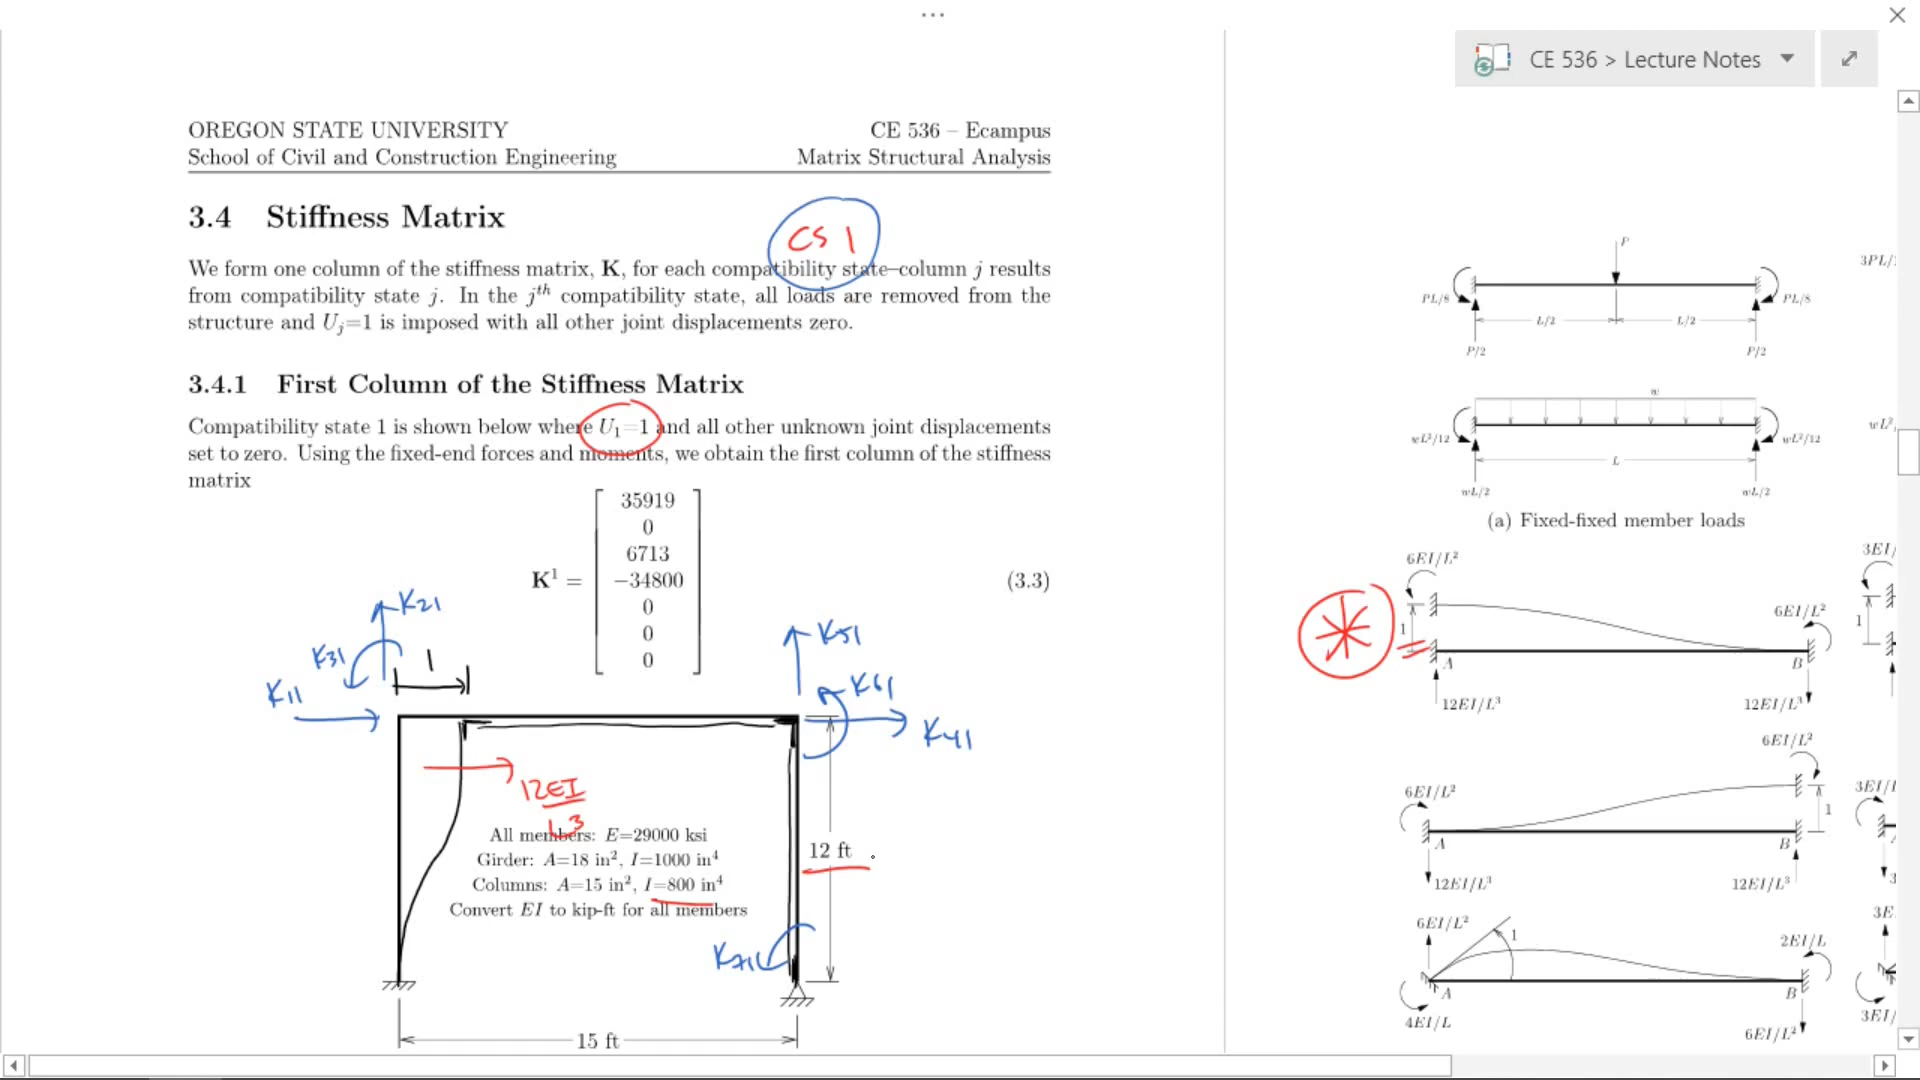 ...
CE 536 > Lecture Notes
OREGON STATE UNIVERSITY
CE 536 – Ecampus
School of Civil and Construction Engineering
Matrix Structural Analysis
3.4 Stiffness Matrix
CS 1
We form one column of the stiffness matrix, K, for each compatibility state–column j results
from compatibility state j. In the jth compatibility state, all loads are removed from the
structure and Uj=1 is imposed with all other joint displacements zero.
3.4.1 First Column of the Stiffness Matrix
Compatibility state 1 is shown below where U1=1 and all other unknown joint displacements
set to zero. Using the fixed-end forces and moments, we obtain the first column of the stiffness
matrix
K1 =
35919
0
6713
−34800
0
0
0
(3.3)
K21
K31
1
K11
K51
K61
K41
12EI
L3
All members: E=29000 ksi
Girder: A=18 in2, I=1000 in4
Columns: A=15 in2, I=800 in4
Convert EI to kip-ft for all members
12 ft
K71
15 ft
P
PL/8
PL/8
L/2
L/2
P/2
P/2
3PL/
w
wL2/12
wL2/12
L
wL/2
wL/2
wL2
(a) Fixed-fixed member loads
6EI/L2
1
6EI/L2
A
B
12EI/L3
12EI/L3
3EI/
1
6EI/L2
6EI/L2
1
A
B
12EI/L3
12EI/L3
3EI/
3
6EI/L2
1
2EI/L
A
B
4EI/L
6EI/L2
3E
3EI/